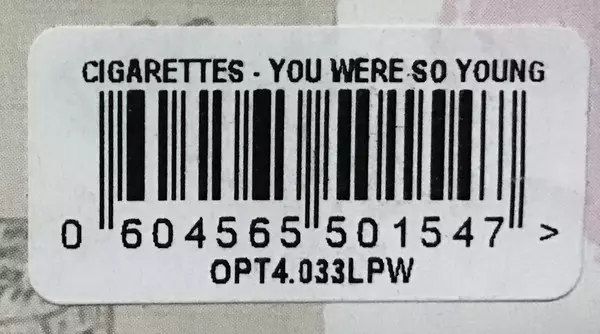 CIGARETTES - YOU WERE SO YOUNG
0 604565 501547 >
OPT4.033LPW